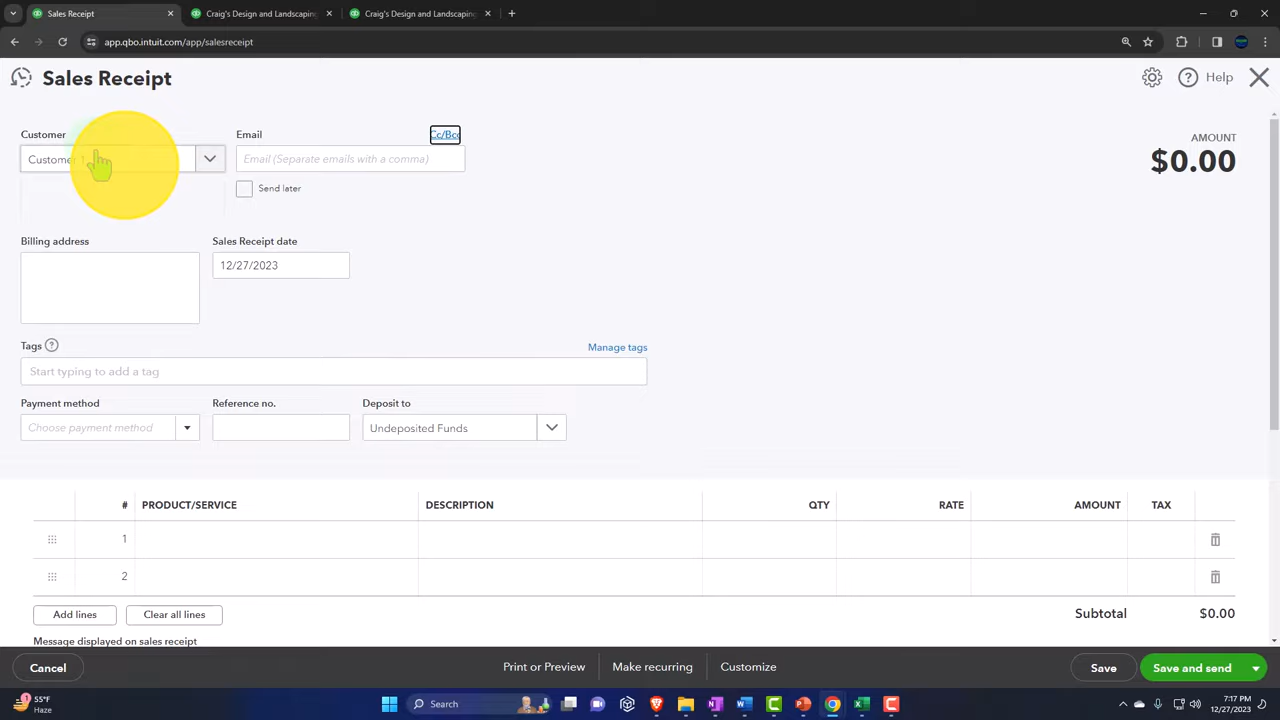 Sales Receipt
Craig's Design and Landscaping
Craig's Design and Landscaping
app.qbo.intuit.com/app/salesreceipt
Sales Receipt
Help
Customer
Email
Cc/Bcc
AMOUNT
Customer 1
Email (Separate emails with a comma)
$0.00
Send later
Billing address
Sales Receipt date
12/27/2023
Tags
Manage tags
Start typing to add a tag
Payment method
Reference no.
Deposit to
Choose payment method
Undeposited Funds
# PRODUCT/SERVICE DESCRIPTION QTY RATE AMOUNT TAX
1
2
Add lines
Clear all lines
Subtotal
$0.00
Message displayed on sales receipt
Cancel
Print or Preview
Make recurring
Customize
Save
Save and send
1
55°F
Haze
Search
7:17 PM
12/27/2023